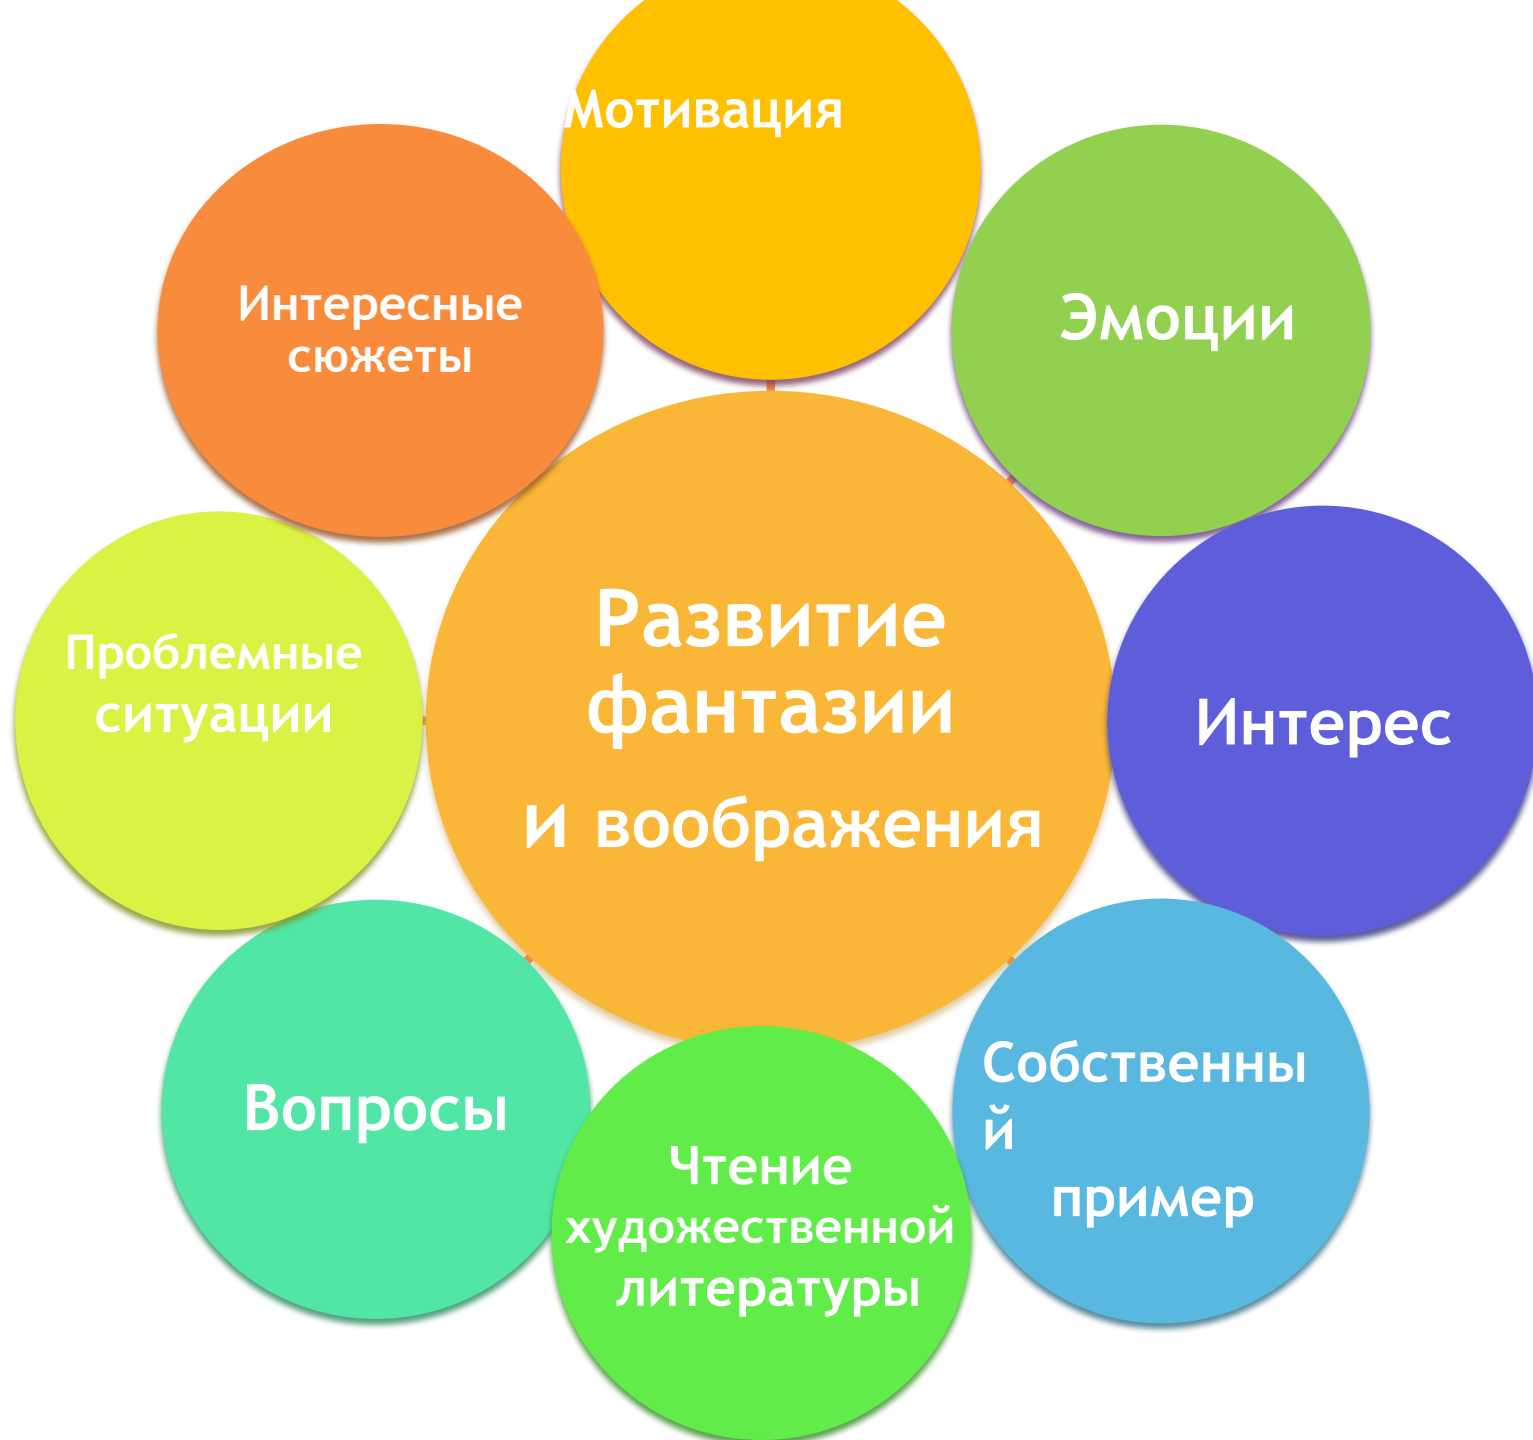 Мотивация
Интересные
сюжеты
Эмоции
Развитие
фантазии
и воображения
Проблемные
ситуации
Интерес
Вопросы
Чтение
художественной
литературы
Собственны
й
пример